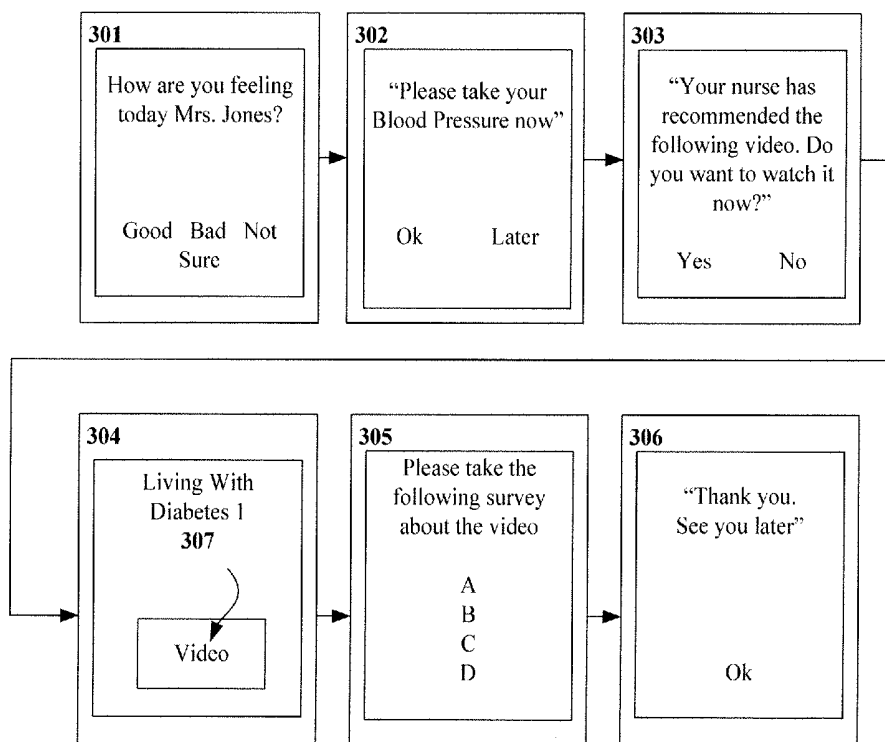 301
How are you feeling
today Mrs. Jones?
Good Bad Not
Sure
302
“Please take your
Blood Pressure now”
Ok Later
303
“Your nurse has
recommended the
following video. Do
you want to watch it
now?”
Yes No
304
Living With
Diabetes 1
307
Video
305
Please take the
following survey
about the video
A
B
C
D
306
“Thank you.
See you later”
Ok